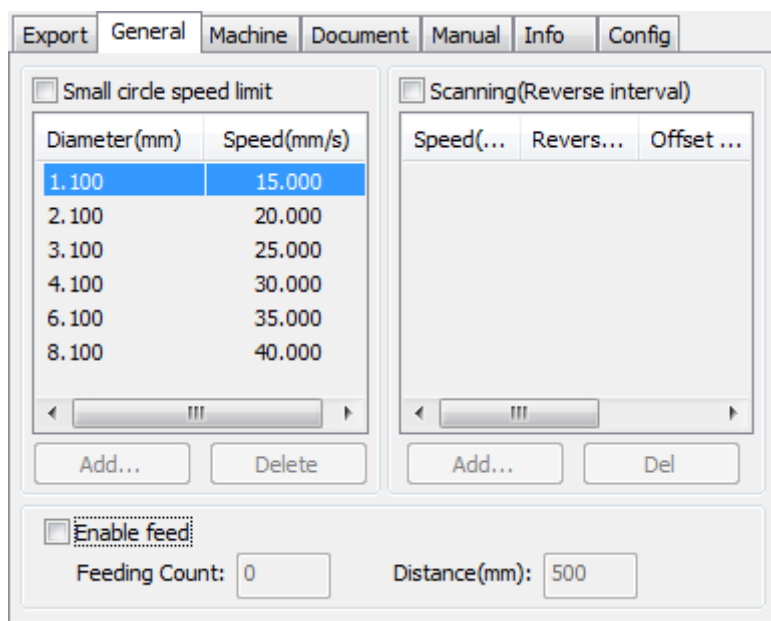 Export General Machine Document Manual Info Config
Small circle speed limit
Diameter(mm) Speed(mm/s)
1.100 15.000
2.100 20.000
3.100 25.000
4.100 30.000
6.100 35.000
8.100 40.000
Add... Delete
Scanning(Reverse interval)
Speed(... Revers... Offset ...
Add... Del
Enable feed
Feeding Count: 0 Distance(mm): 500